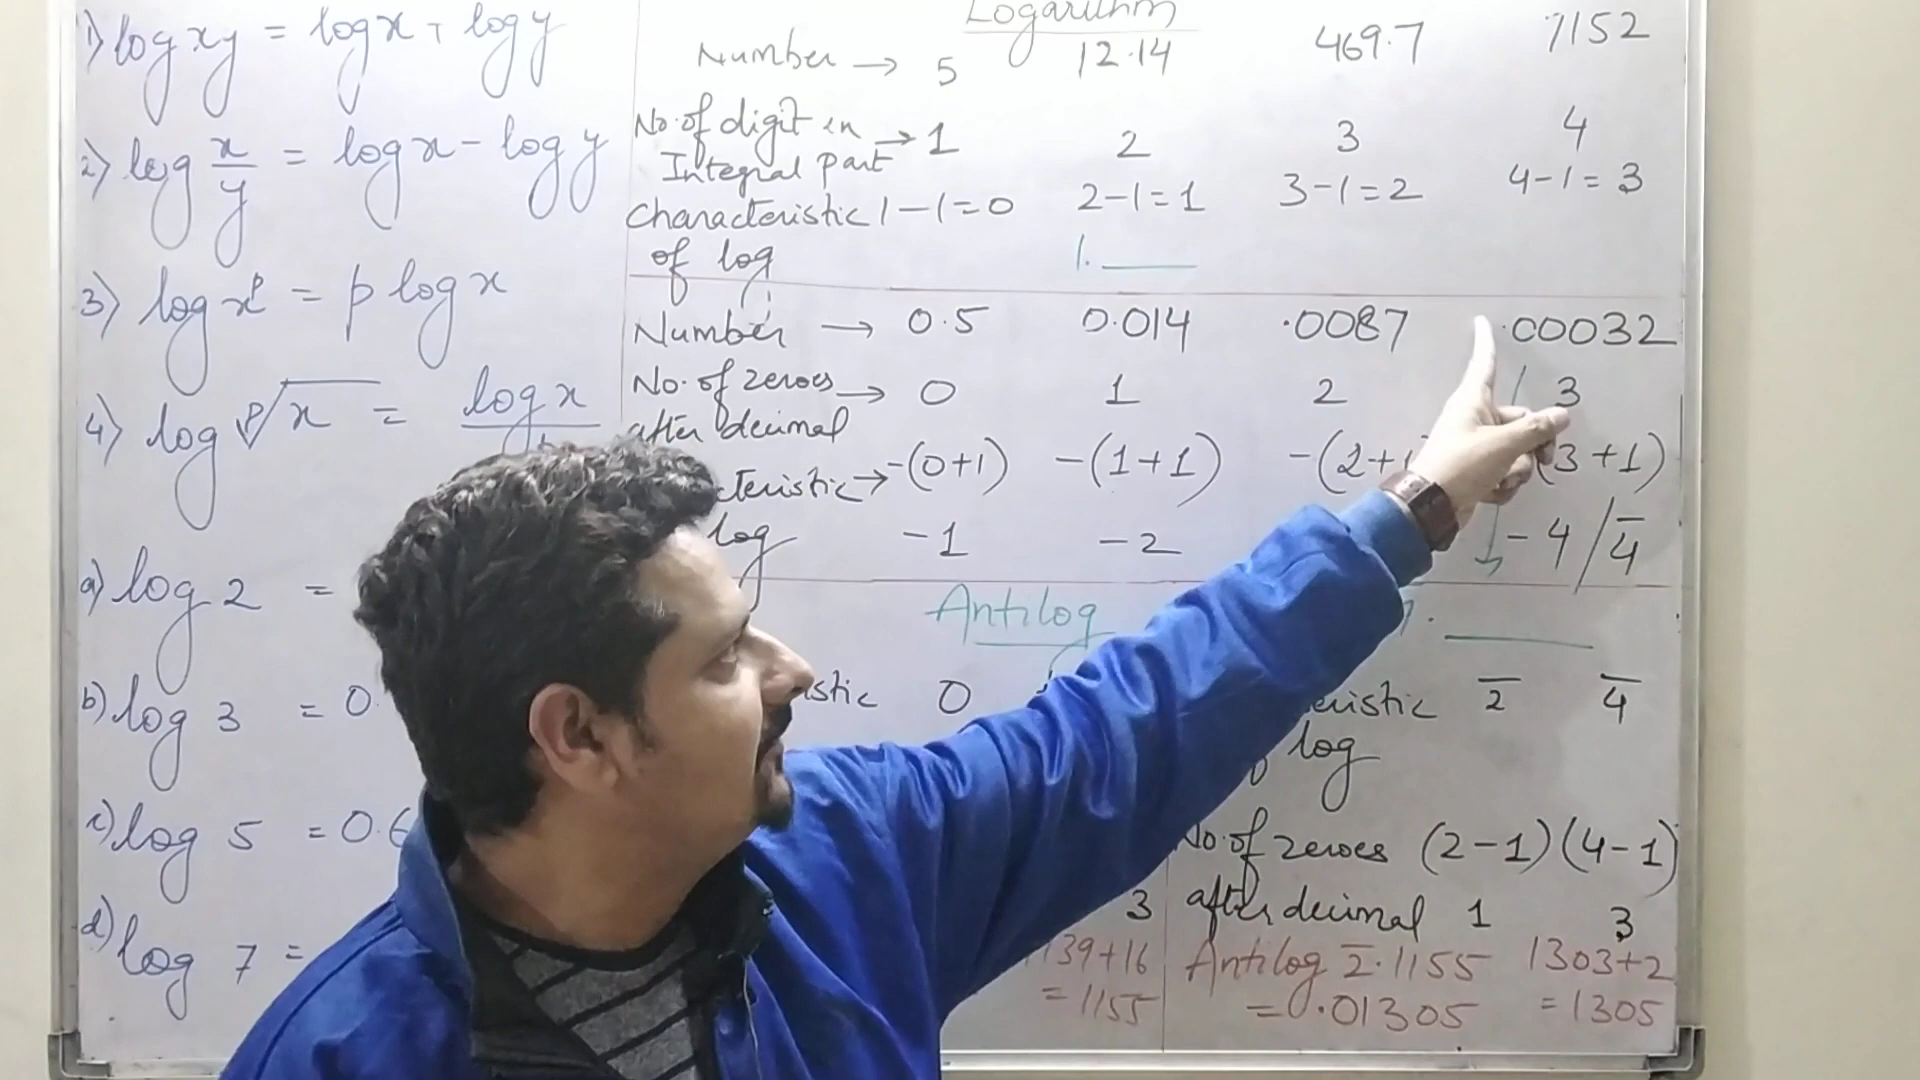 1) log xy = log x + log y
2) log x/y = log x - log y
3) log xᵖ = p log x
4) log ᵖ√x = log x
a) log 2 =
b) log 3 = 0.
c) log 5 = 0.6
d) log 7 =
Logarithm
Number → 5 12.14 469.7 7152
No. of digit in → 1 2 3 4
Integral part
Characteristic 1-1=0 2-1=1 3-1=2 4-1=3
of log 1.
Number → 0.5 0.014 .0087 .00032
No. of zeroes → 0 1 2 3
after decimal
teristic → -(0+1) -(1+1) -(2+1 (3+1)
log -1 -2 -4/4̅
Antilog
istic 0
3
139+16
= 1155
eristic 2̅ 4̅
log
No. of zeroes (2-1) (4-1)
after decimal 1 3
Antilog 2̅.1155 1303+2
= 0.01305 = 1305